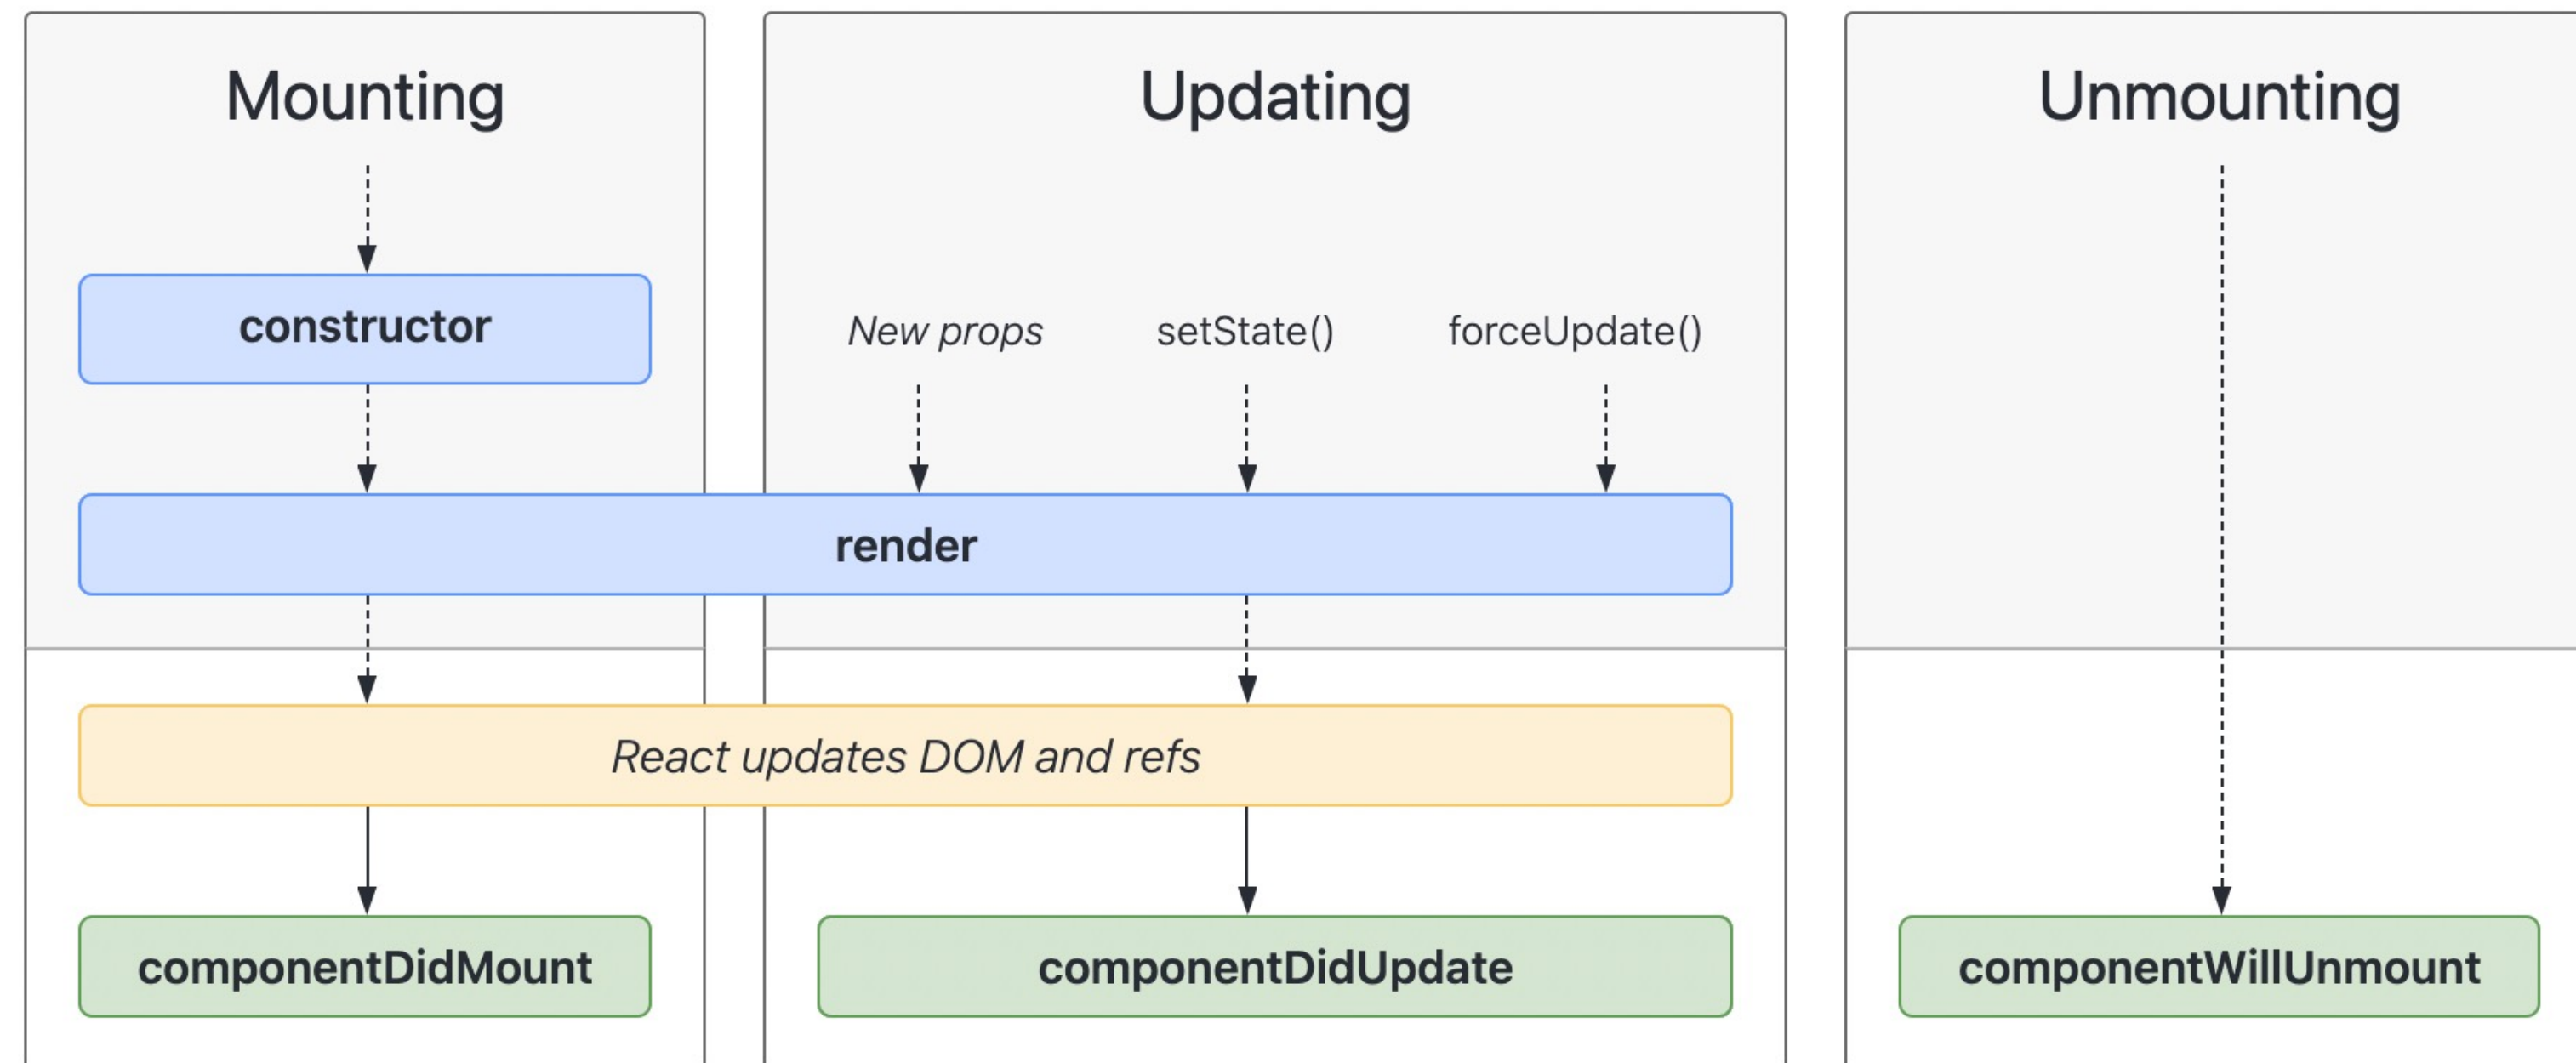 Mounting
Updating
Unmounting
constructor
New props
setState()
forceUpdate()
render
React updates DOM and refs
componentDidMount
componentDidUpdate
componentWillUnmount